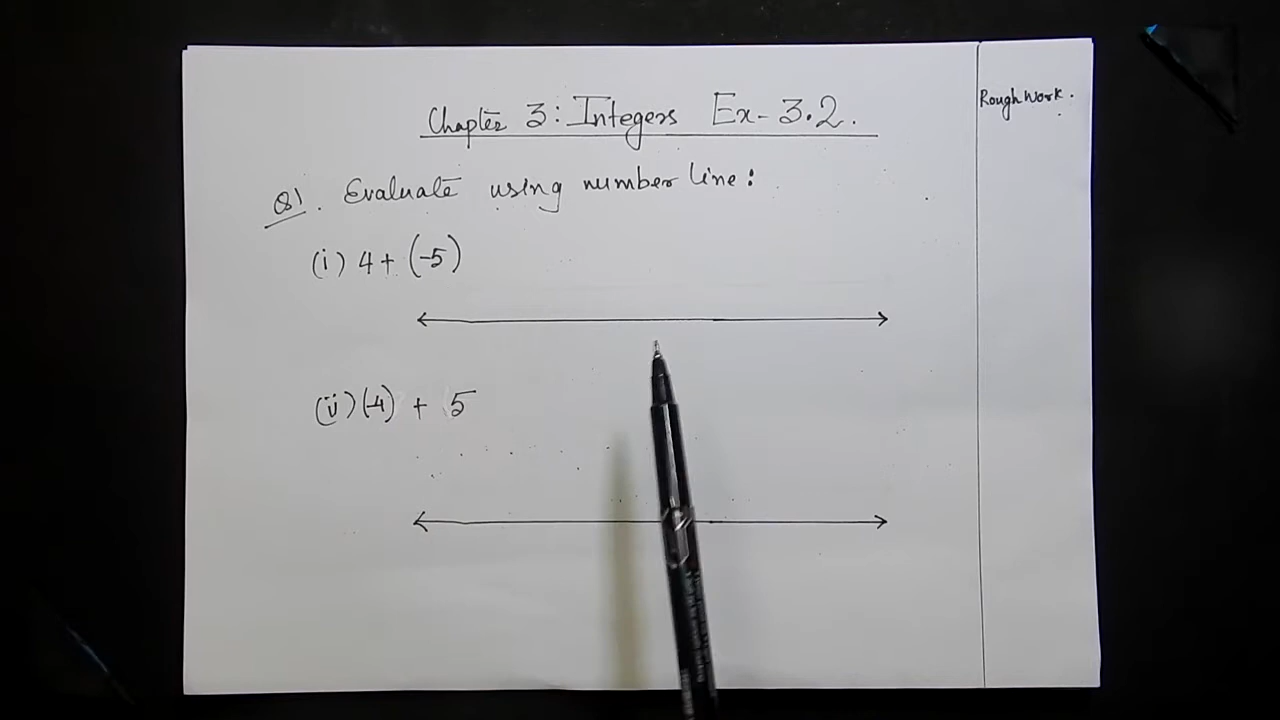 Chapter 3: Integers Ex- 3.2.
Rough Work.
Q1. Evaluate using number line:
(i) 4 + (-5)
(ii) (-4) + 5